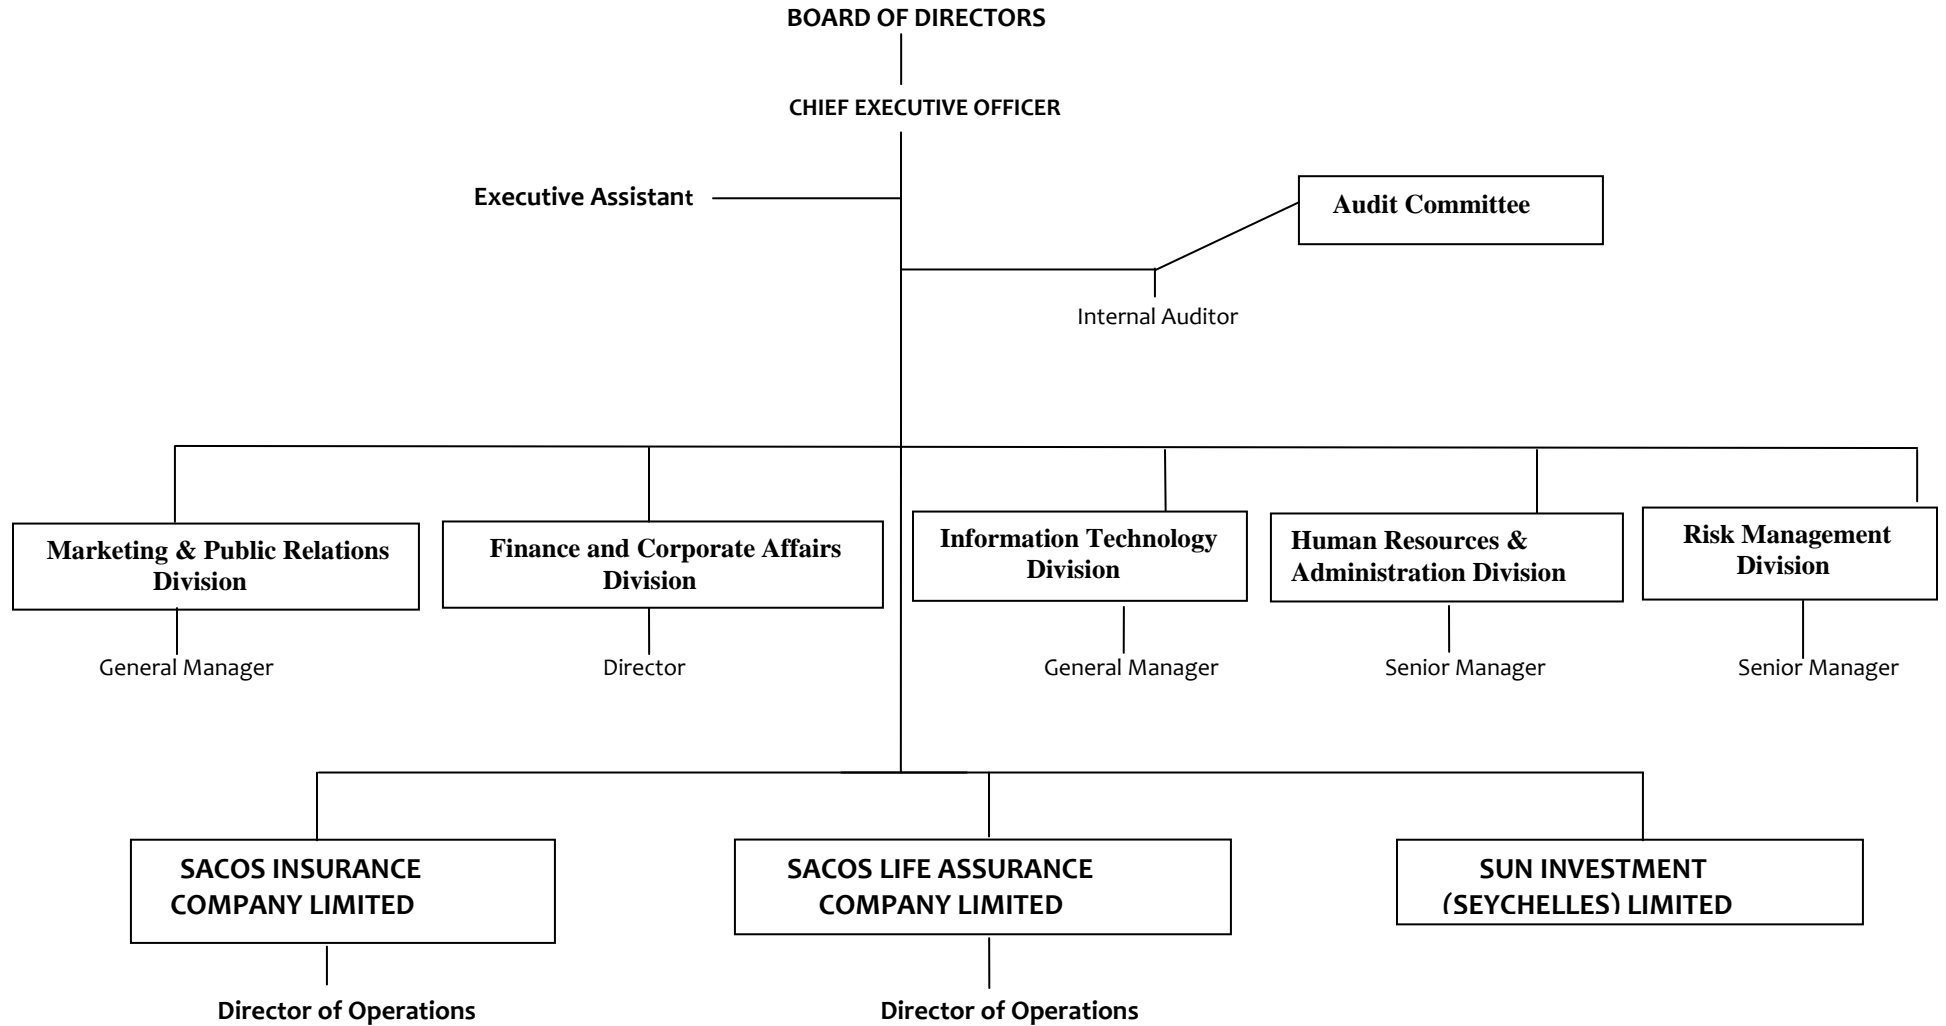 BOARD OF DIRECTORS
CHIEF EXECUTIVE OFFICER
Executive Assistant
Audit Committee
Internal Auditor
Marketing & Public Relations
Division
Finance and Corporate Affairs
Division
Information Technology
Division
Human Resources &
Administration Division
Risk Management
Division
General Manager
Director
General Manager
Senior Manager
Senior Manager
SACOS INSURANCE
COMPANY LIMITED
SACOS LIFE ASSURANCE
COMPANY LIMITED
SUN INVESTMENT
(SEYCHELLES) LIMITED
Director of Operations
Director of Operations